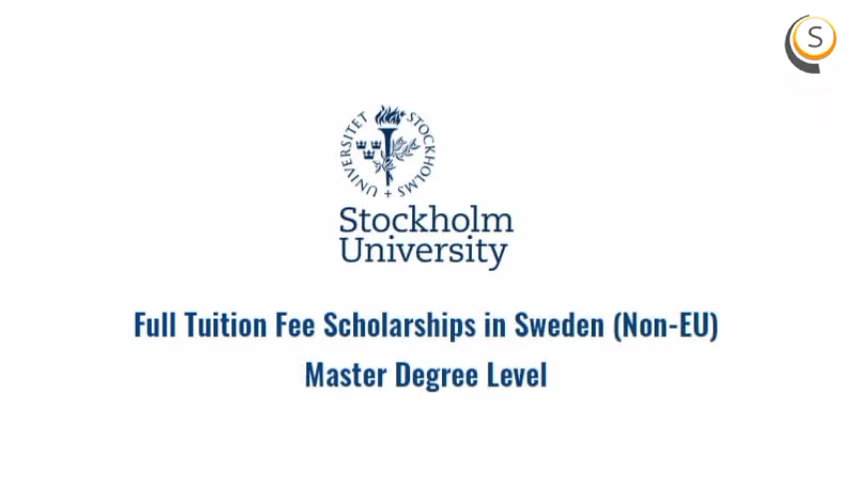 S
STOCKHOLMS + UNIVERSITET
Stockholm
University
Full Tuition Fee Scholarships in Sweden (Non-EU)
Master Degree Level